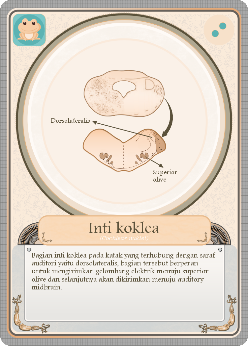 Dorsolateralis
Superior
olive
Inti koklea
Bagian inti koklea pada katak yang terhubung dengan saraf
auditori yaitu dorsolateralis, bagian tersebut berperan
untuk mengirimkan gelombang elektrik menuju superior
olive dan selanjutnya akan dikirimkan menuju auditory
midbrain.